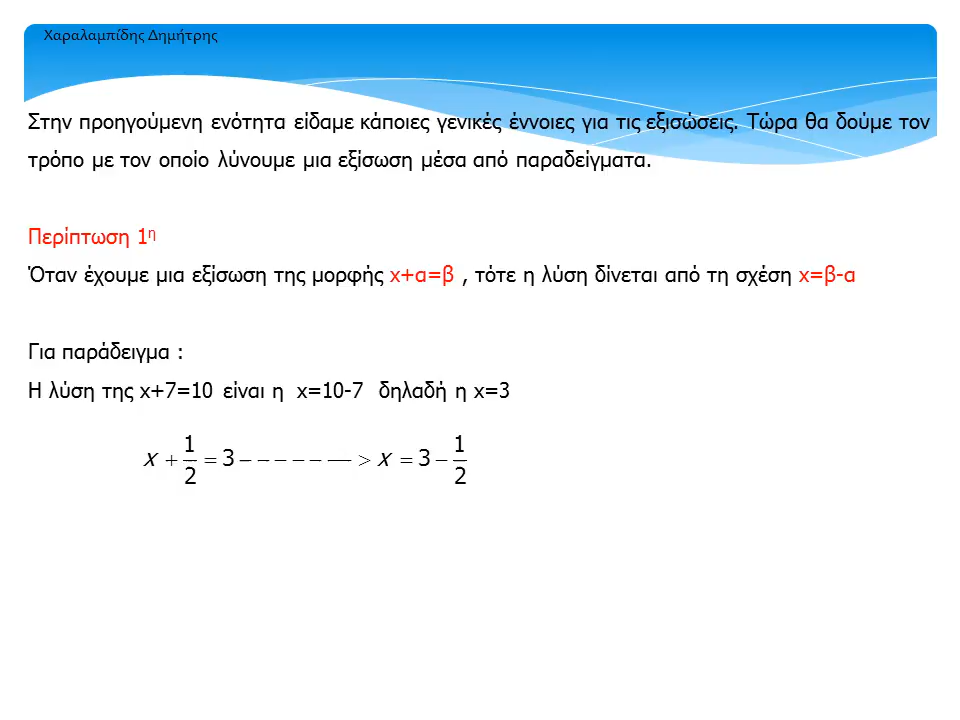 Χαραλαμπίδης Δημήτρης
Στην προηγούμενη ενότητα είδαμε κάποιες γενικές έννοιες για τις εξισώσεις. Τώρα θα δούμε τον
τρόπο με τον οποίο λύνουμε μια εξίσωση μέσα από παραδείγματα.
Περίπτωση 1η
Όταν έχουμε μια εξίσωση της μορφής x+α=β , τότε η λύση δίνεται από τη σχέση x=β-α
Για παράδειγμα :
Η λύση της x+7=10 είναι η x=10-7 δηλαδή η x=3
x + 1/2 = 3 − − − − − — > x = 3 − 1/2